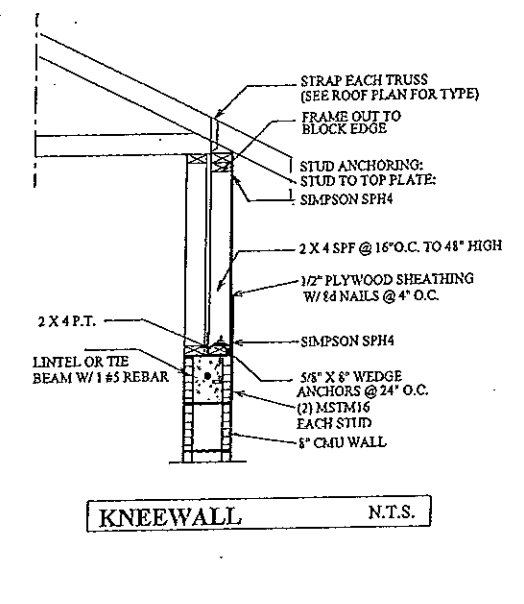 STRAP EACH TRUSS
(SEE ROOF PLAN FOR TYPE)
FRAME OUT TO
BLOCK EDGE
STUD ANCHORING:
STUD TO TOP PLATE:
SIMPSON SPH4
2 X 4 SPF @ 16"O.C. TO 48" HIGH
1/2" PLYWOOD SHEATHING
W/ 8d NAILS @ 4" O.C.
2 X 4 P.T.
SIMPSON SPH4
LINTEL OR TIE
BEAM W/ 1 #5 REBAR
5/8" X 8" WEDGE
ANCHORS @ 24" O.C.
(2) MSTM16
EACH STUD
8" CMU WALL
KNEEWALL N.T.S.